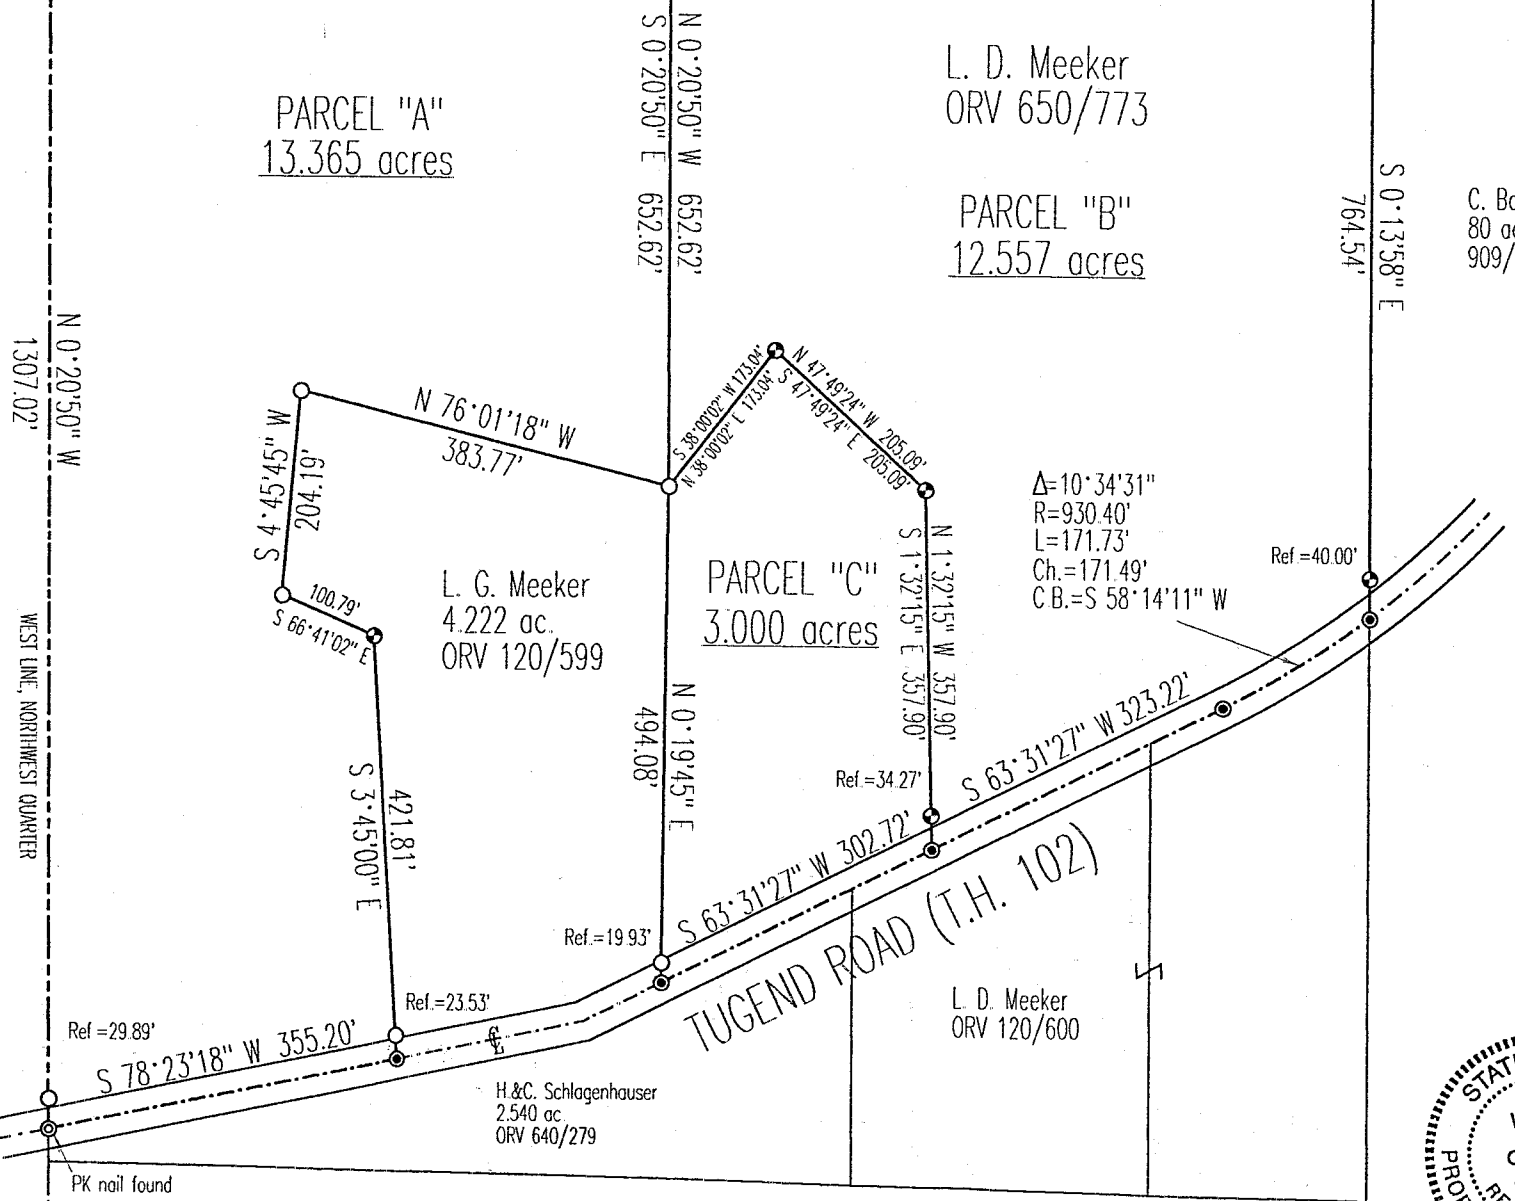 N 0°20'50" W 652.62'
S 0°20'50" E 652.62'
L. D. Meeker
ORV 650/773
PARCEL "A"
13.365 acres
PARCEL "B"
12.557 acres
S 0°13'58" E
764.54'
80
909/
N 0°20'50" W
1307.02'
WEST LINE, NORTHWEST QUARTER
N 76°01'18" W
383.77'
S 4°45'45" W
204.19'
100.79'
S 66°41'02" E
S 38°00'02" W 173.04'
N 38°00'02" E 173.04'
N 47°49'24" W 205.09'
S 47°49'24" E 205.09'
Δ=10°34'31"
R=930.40'
L=171.73'
Ch.=171.49'
C.B.=S 58°14'11" W
Ref.=40.00'
L. G. Meeker
4.222 ac.
ORV 120/599
PARCEL "C"
3.000 acres
N 1°32'15" W 357.90'
S 1°32'15" E 357.90'
N 0°19'45" E
494.08'
421.81'
S 3°45'00" E
Ref.=34.27'
S 63°31'27" W 323.22'
S 63°31'27" W 302.72'
Ref.=19.93'
TUGEND ROAD (T.H. 102)
Ref.=23.53'
Ref.=29.89'
S 78°23'18" W 355.20'
L. D. Meeker
ORV 120/600
H.&C. Schlagenhauser
2.540 ac.
ORV 640/279
PK nail found
STAT